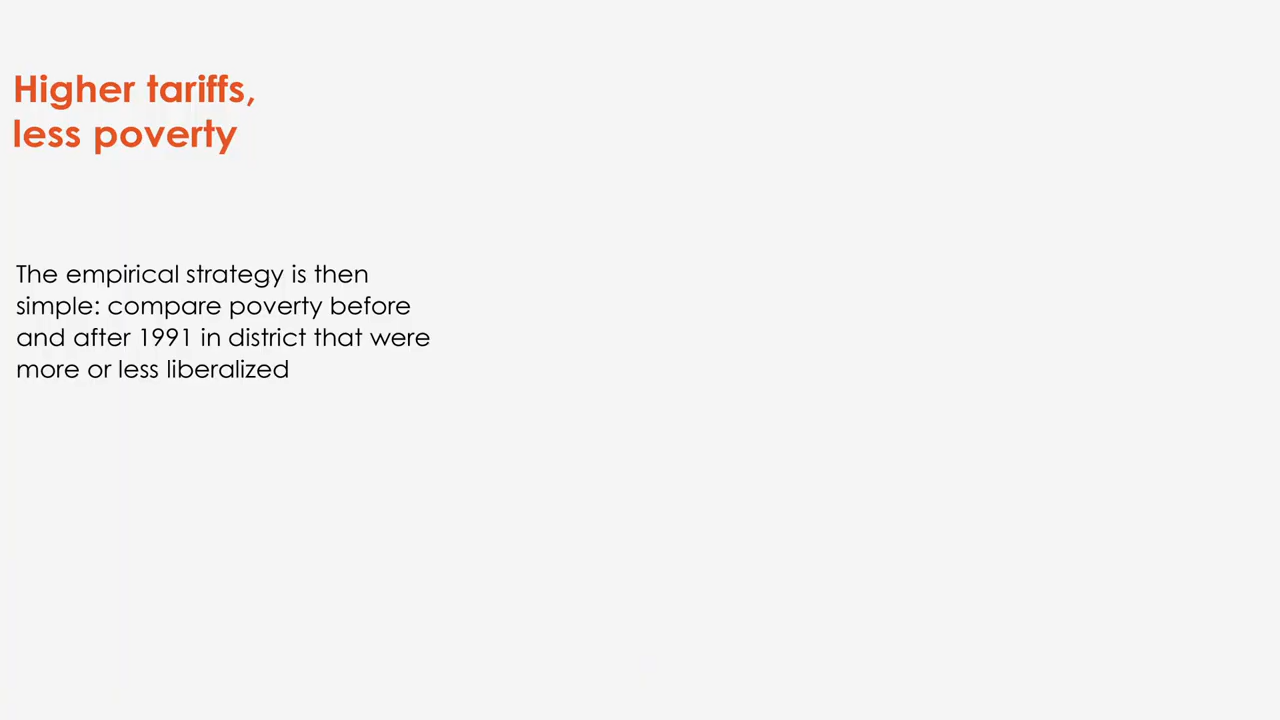 Higher tariffs,
less poverty
The empirical strategy is then
simple: compare poverty before
and after 1991 in district that were
more or less liberalized